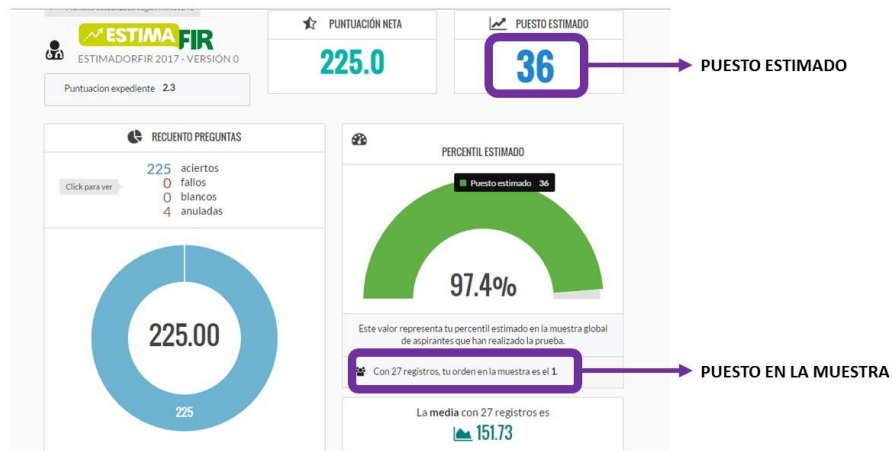 ESTIMAFIR
ESTIMADORFIR 2017 - VERSIÓN 0
Puntuacion expediente 2.3
PUNTUACIÓN NETA
225.0
PUESTO ESTIMADO
36
PUESTO ESTIMADO
RECUENTO PREGUNTAS
Click para ver
225 aciertos
0 fallos
0 blancos
4 anuladas
225.00
225
PERCENTIL ESTIMADO
Puesto estimado 36
97.4%
Este valor representa tu percentil estimado en la muestra global
de aspirantes que han realizado la prueba.
Con 27 registros, tu orden en la muestra es el 1.
PUESTO EN LA MUESTRA
La media con 27 registros es
151.73